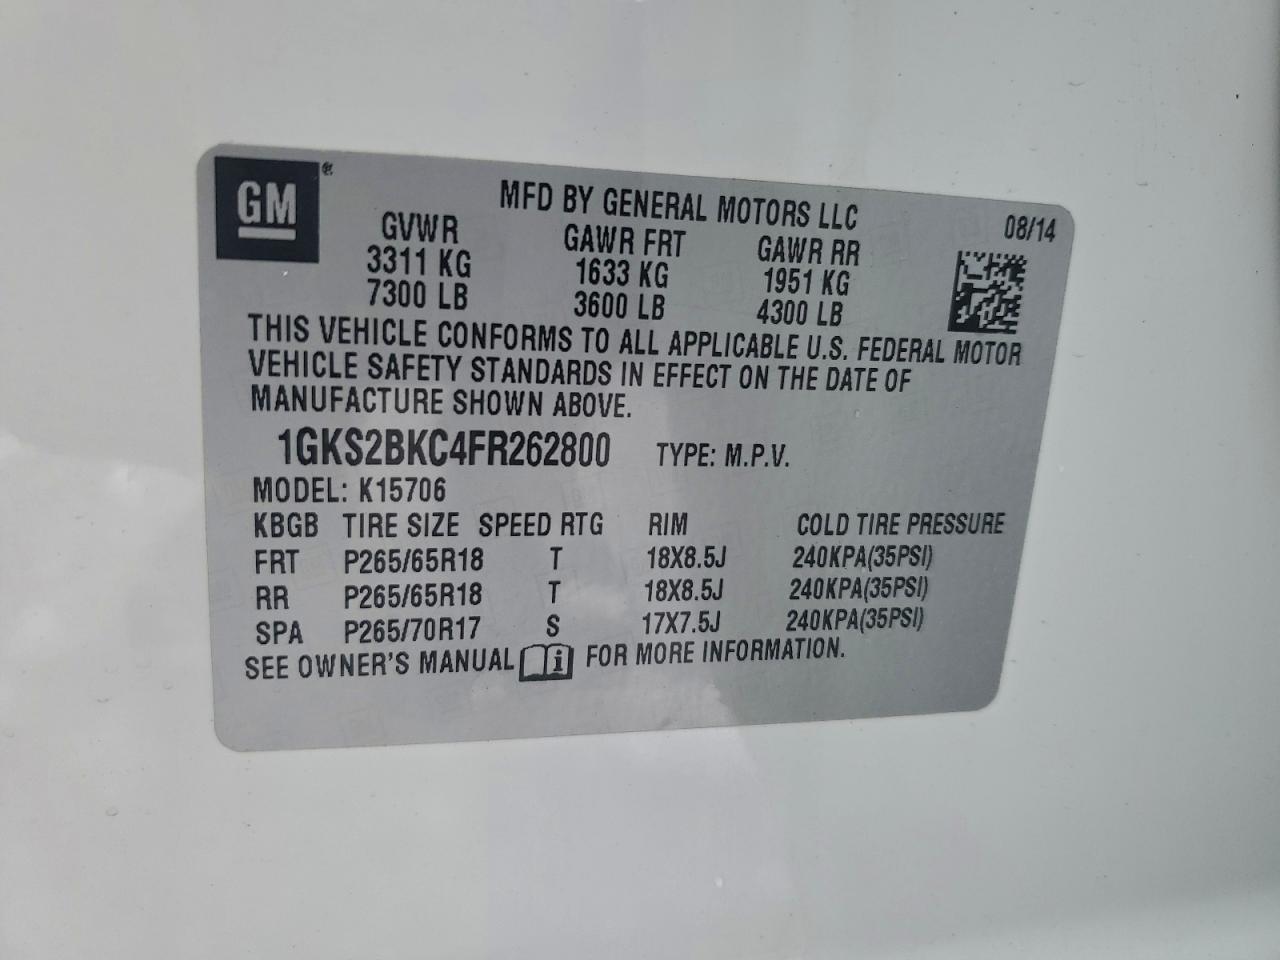 GM®
MFD BY GENERAL MOTORS LLC
08/14
GVWR GAWR FRT GAWR RR
3311 KG 1633 KG 1951 KG
7300 LB 3600 LB 4300 LB
THIS VEHICLE CONFORMS TO ALL APPLICABLE U.S. FEDERAL MOTOR
VEHICLE SAFETY STANDARDS IN EFFECT ON THE DATE OF
MANUFACTURE SHOWN ABOVE.
1GKS2BKC4FR262800 TYPE: M.P.V.
MODEL: K15706
KBGB TIRE SIZE SPEED RTG RIM COLD TIRE PRESSURE
FRT P265/65R18 T 18X8.5J 240KPA(35PSI)
RR P265/65R18 T 18X8.5J 240KPA(35PSI)
SPA P265/70R17 S 17X7.5J 240KPA(35PSI)
SEE OWNER'S MANUAL i FOR MORE INFORMATION.